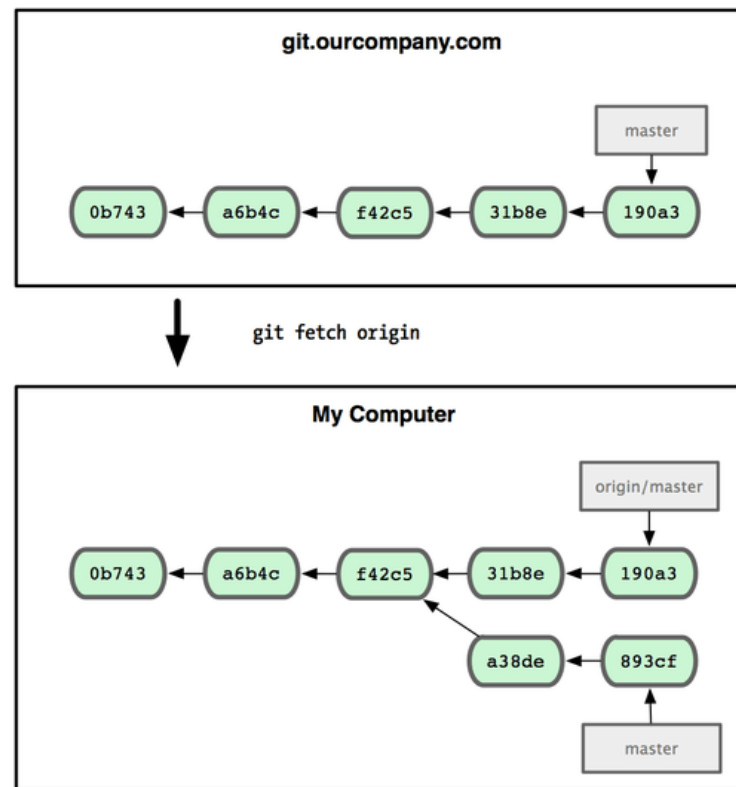 git.ourcompany.com
master
0b743 a6b4c f42c5 31b8e 190a3
git fetch origin
My Computer
origin/master
0b743 a6b4c f42c5 31b8e 190a3
a38de 893cf
master